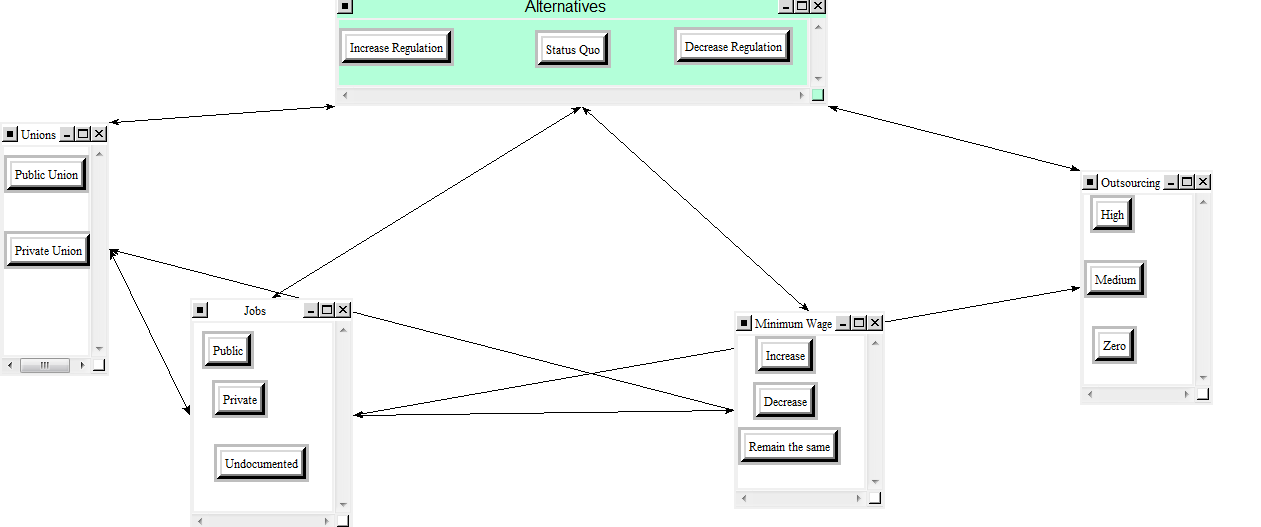 Alternatives
Increase Regulation
Status Quo
Decrease Regulation
Unions
Public Union
Private Union
Outsourcing
High
Medium
Zero
Jobs
Public
Private
Undocumented
Minimum Wage
Increase
Decrease
Remain the same